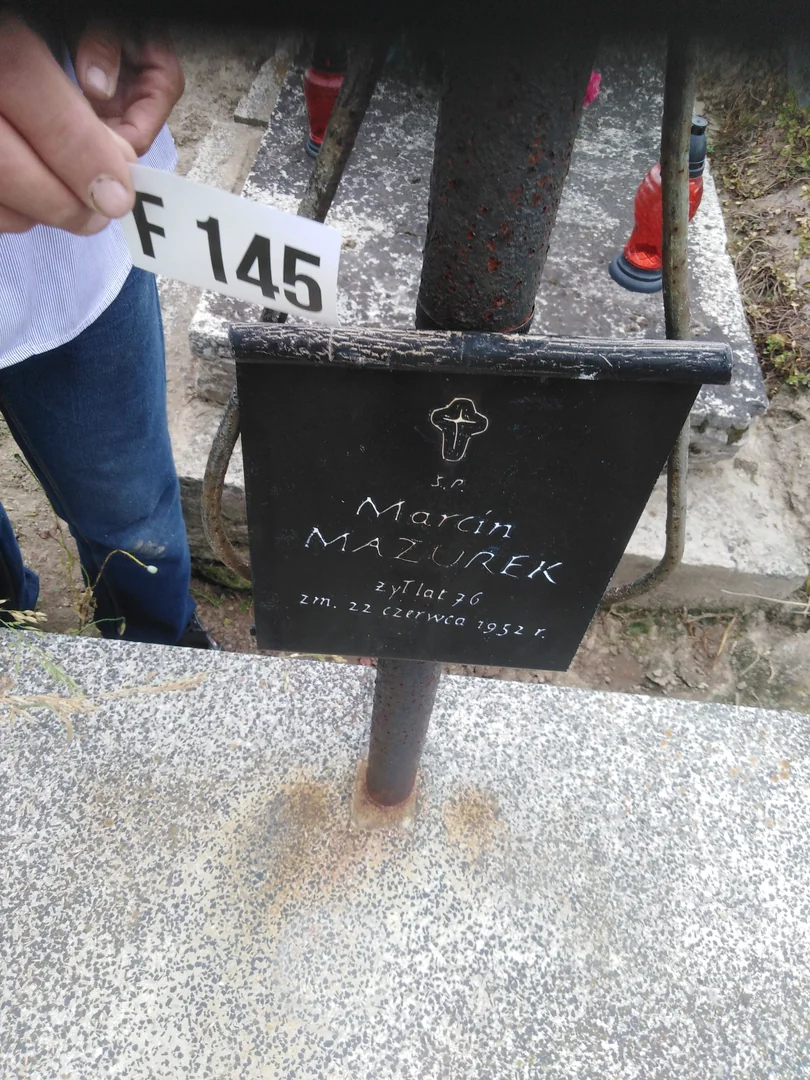 F 145
Ś.P.
Marcin
MAZUREK
żył lat 76
zm. 22 czerwca 1952 r.